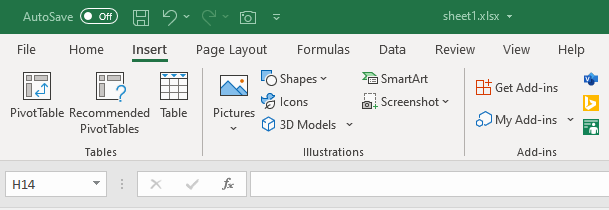 AutoSave Off sheet1.xlsx
File Home Insert Page Layout Formulas Data Review View Help
PivotTable Recommended PivotTables Table
Pictures Shapes Icons 3D Models
SmartArt Screenshot
Get Add-ins
My Add-ins
Tables Illustrations Add-ins
H14 fx